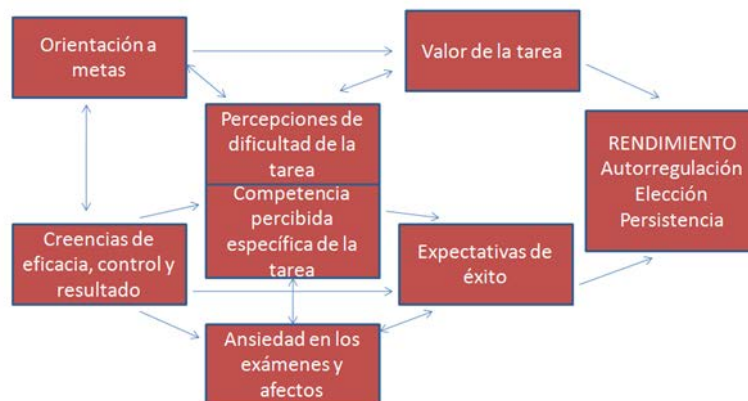 Orientación a
metas
Valor de la tarea
Percepciones de
dificultad de la
tarea
Competencia
percibida
específica de la
tarea
RENDIMIENTO
Autorregulación
Elección
Persistencia
Creencias de
eficacia, control y
resultado
Expectativas de
éxito
Ansiedad en los
exámenes y
afectos